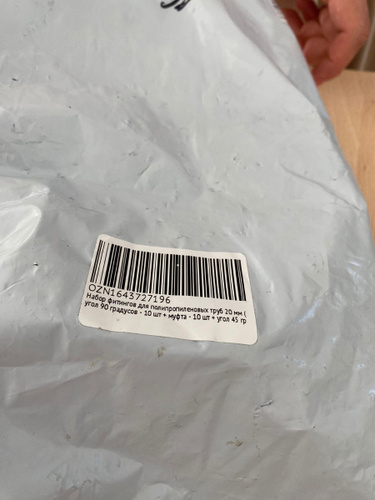 OZN1643727196
Набор фитингов для полипропиленовых труб 20 мм (
угол 90 градусов - 10 шт + муфта - 10 шт + угол 45 гр